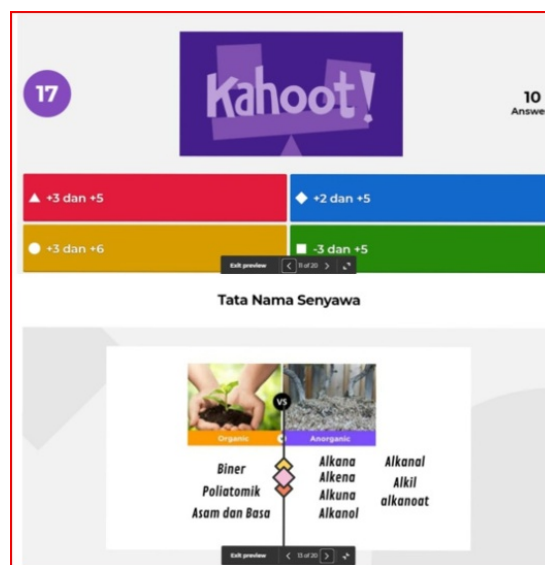 17
Kahoot!
10
Answe
+3 dan +5
+2 dan +5
+3 dan +6
-3 dan +5
Exit preview
11 of 20
Tata Nama Senyawa
VS
Organic
Anorganic
Biner
Poliatomik
Asam dan Basa
Alkana
Alkena
Alkuna
Alkanol
Alkanal
Alkil
alkanoat
Exit preview
13 of 20